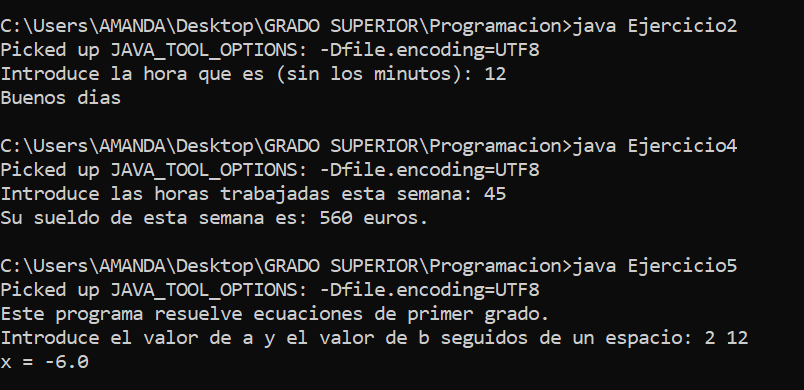 C:\Users\AMANDA\Desktop\GRADO SUPERIOR\Programacion>java Ejercicio2
Picked up JAVA_TOOL_OPTIONS: -Dfile.encoding=UTF8
Introduce la hora que es (sin los minutos): 12
Buenos dias
C:\Users\AMANDA\Desktop\GRADO SUPERIOR\Programacion>java Ejercicio4
Picked up JAVA_TOOL_OPTIONS: -Dfile.encoding=UTF8
Introduce las horas trabajadas esta semana: 45
Su sueldo de esta semana es: 560 euros.
C:\Users\AMANDA\Desktop\GRADO SUPERIOR\Programacion>java Ejercicio5
Picked up JAVA_TOOL_OPTIONS: -Dfile.encoding=UTF8
Este programa resuelve ecuaciones de primer grado.
Introduce el valor de a y el valor de b seguidos de un espacio: 2 12
x = -6.0